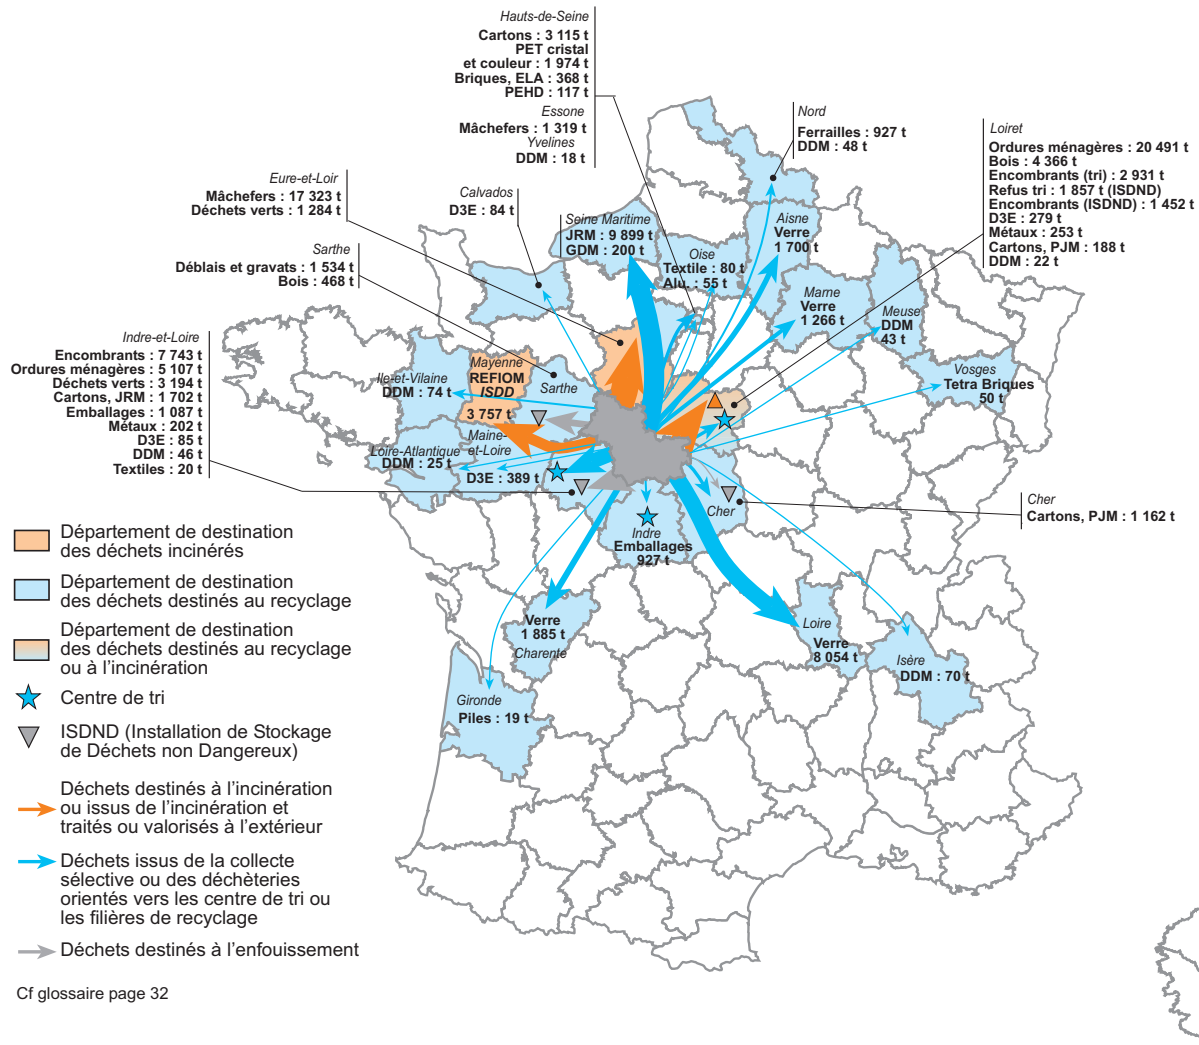 Hauts-de-Seine
Cartons : 3 115 t
PET cristal
et couleur : 1 974 t
Briques, ELA : 368 t
PEHD : 117 t
Essone
Mâchefers : 1 319 t
Yvelines
DDM : 18 t
Nord
Ferrailles : 927 t
DDM : 48 t
Loiret
Ordures ménagères : 20 491 t
Bois : 4 366 t
Encombrants (tri) : 2 931 t
Refus tri : 1 857 t (ISDND)
Encombrants (ISDND) : 1 452 t
D3E : 279 t
Métaux : 253 t
Cartons, PJM : 188 t
DDM : 22 t
Eure-et-Loir
Mâchefers : 17 323 t
Déchets verts : 1 284 t
Calvados
D3E : 84 t
Sarthe
Déblais et gravats : 1 534 t
Bois : 468 t
Seine Maritime
JRM : 9 899 t
GDM : 200 t
Oise
Textile : 80 t
Alu. : 55 t
Aisne
Verre
1 700 t
Marne
Verre
1 266 t
Meuse
DDM
43 t
Vosges
Tetra Briques
50 t
Indre-et-Loire
Encombrants : 7 743 t
Ordures ménagères : 5 107 t
Déchets verts : 3 194 t
Cartons, JRM : 1 702 t
Emballages : 1 087 t
Métaux : 202 t
D3E : 85 t
DDM : 46 t
Textiles : 20 t
Ile-et-Vilaine
DDM : 74 t
Mayenne
REFIOM
ISDD
3 757 t
Sarthe
Loire-Atlantique
DDM : 25 t
Maine-
et-Loire
D3E : 389 t
Cher
Cher
Cartons, PJM : 1 162 t
Indre
Emballages
927 t
Verre
1 885 t
Charente
Loire
Verre
8 054 t
Isère
DDM : 70 t
Gironde
Piles : 19 t
Département de destination
des déchets incinérés
Département de destination
des déchets destinés au recyclage
Département de destination
des déchets destinés au recyclage
ou à l'incinération
Centre de tri
ISDND (Installation de Stockage
de Déchets non Dangereux)
Déchets destinés à l'incinération
ou issus de l'incinération et
traités ou valorisés à l'extérieur
Déchets issus de la collecte
sélective ou des déchèteries
orientés vers les centre de tri ou
les filières de recyclage
Déchets destinés à l'enfouissement
Cf glossaire page 32